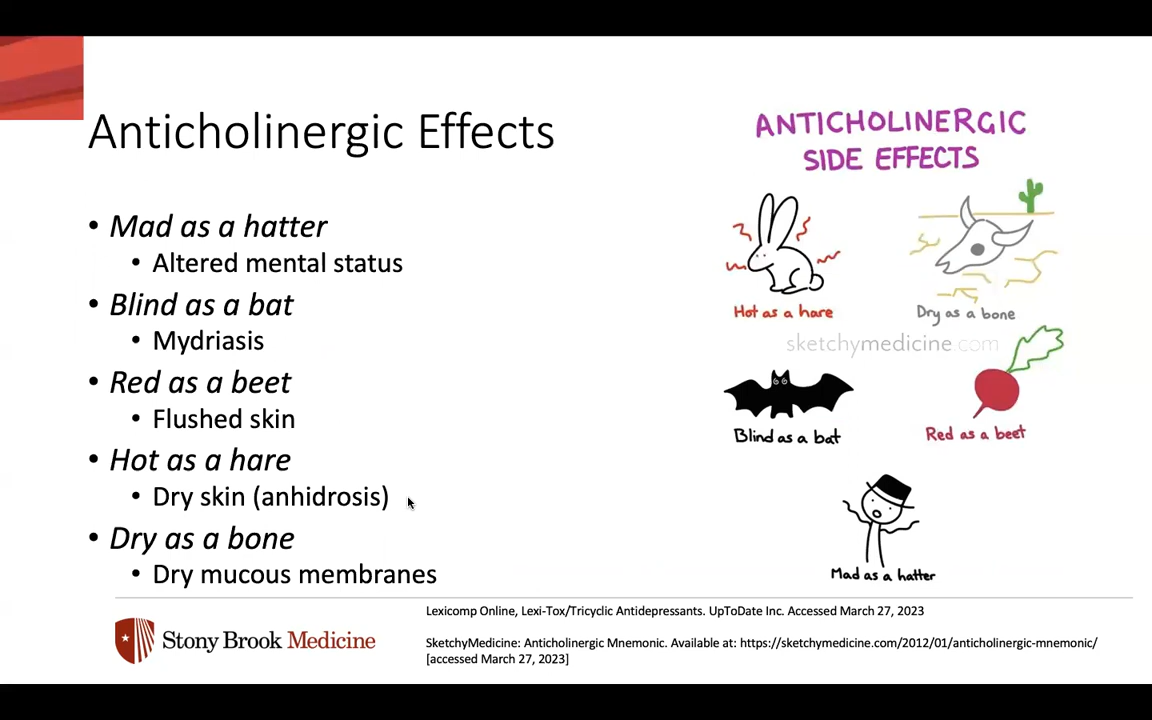 Anticholinergic Effects
• Mad as a hatter
• Altered mental status
• Blind as a bat
• Mydriasis
• Red as a beet
• Flushed skin
• Hot as a hare
• Dry skin (anhidrosis)
• Dry as a bone
• Dry mucous membranes
ANTICHOLINERGIC
SIDE EFFECTS
Hot as a hare
Dry as a bone
sketchymedicine.com
Blind as a bat
Red as a beet
Mad as a hatter
Stony Brook Medicine
Lexicomp Online, Lexi-Tox/Tricyclic Antidepressants. UpToDate Inc. Accessed March 27, 2023
SketchyMedicine: Anticholinergic Mnemonic. Available at: https://sketchymedicine.com/2012/01/anticholinergic-mnemonic/
[accessed March 27, 2023]